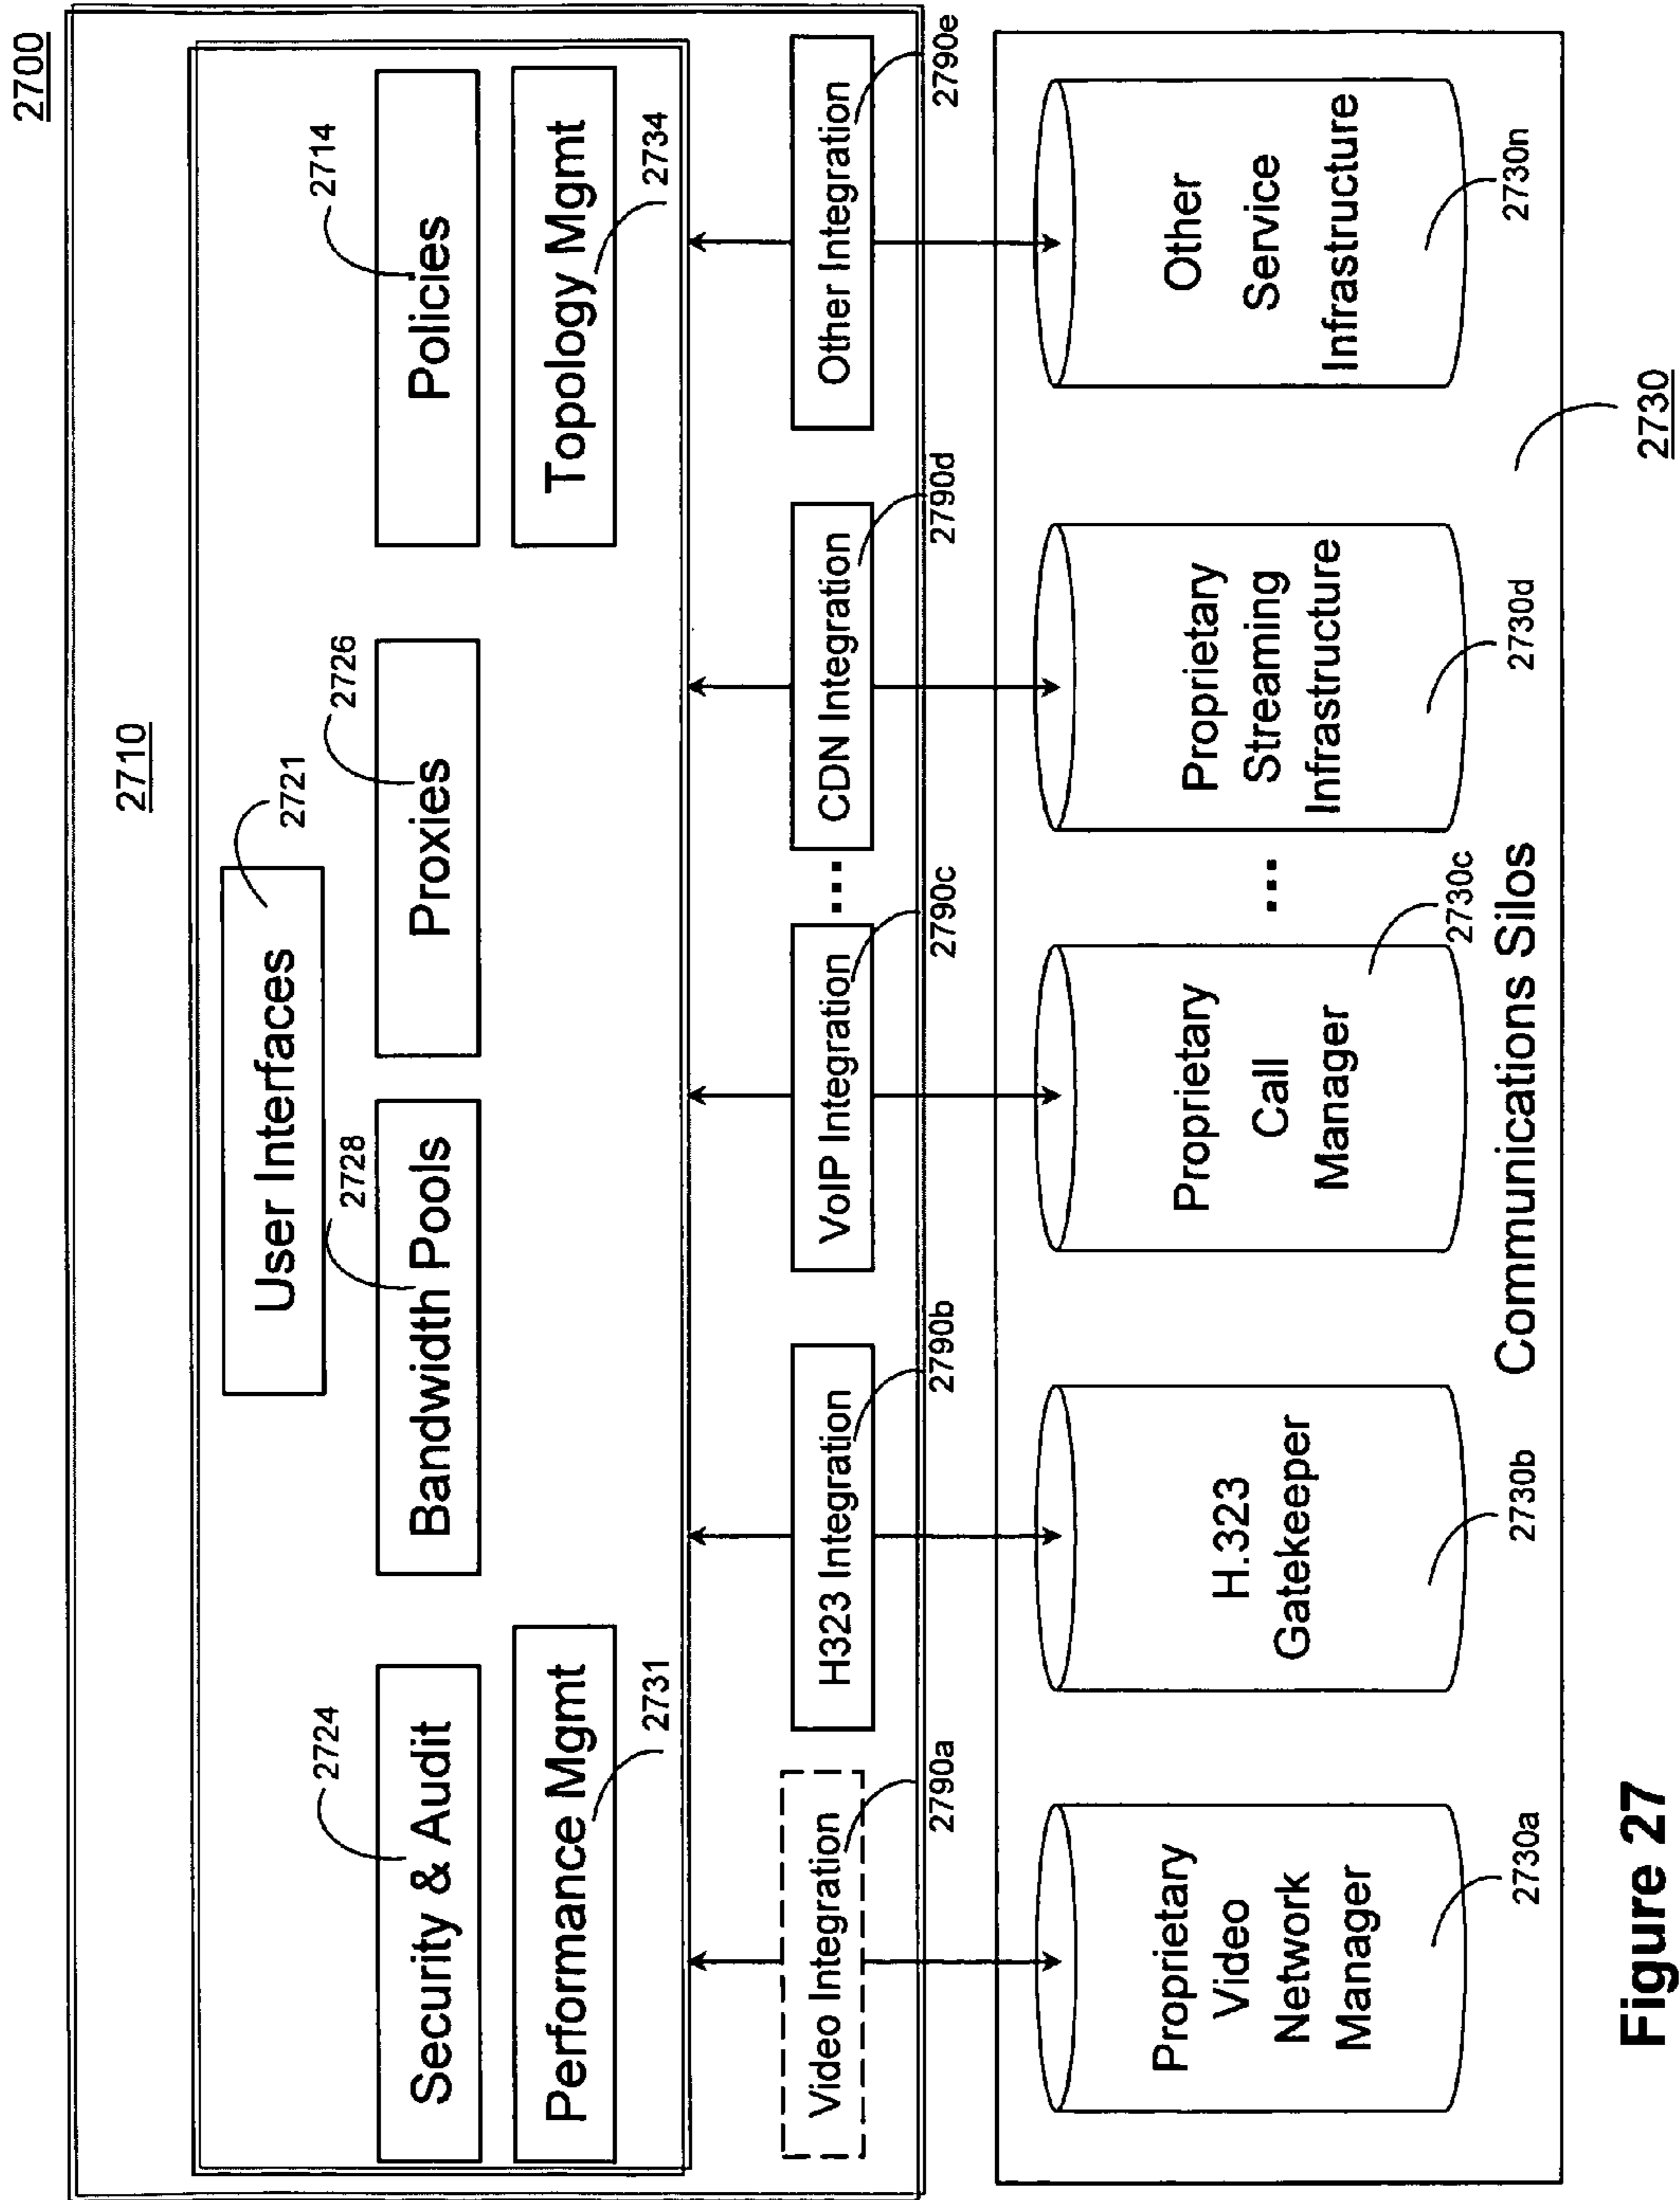 2700
2710
User Interfaces
2721
2724
Security & Audit
2728
Bandwidth Pools
2726
Proxies
2714
Policies
Performance Mgmt
2731
Topology Mgmt
2734
Video Integration
2790a
H323 Integration
2790b
VoIP Integration
2790c
...
CDN Integration
2790d
Other Integration
2790e
Proprietary
Video
Network
Manager
2730a
H.323
Gatekeeper
2730b
Proprietary
Call
Manager
2730c
...
Proprietary
Streaming
Infrastructure
2730d
Other
Service
Infrastructure
2730n
Communications Silos
2730
Figure 27